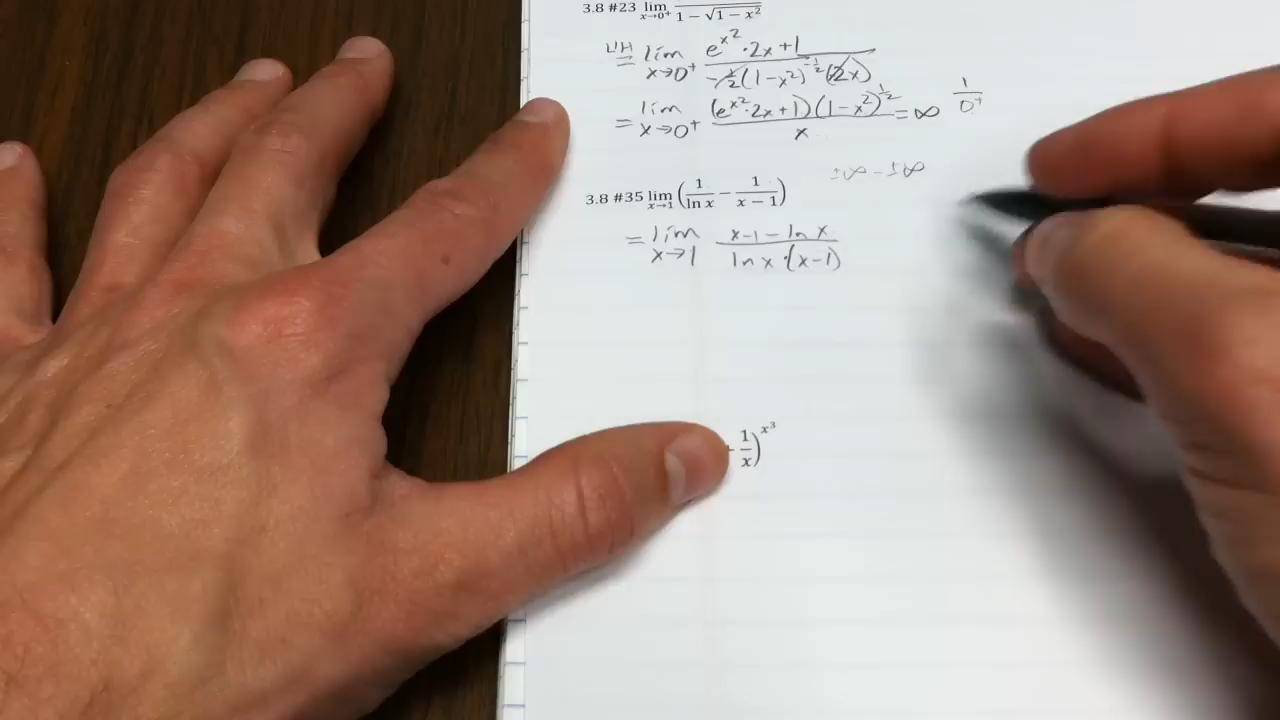 3.8 #23 lim x→0⁺ 1 − √(1 − x²)
L'H = lim x→0⁺ (e^(x²) · 2x + 1) / (−½ (1 − x²)^(−½) (2x))
= lim x→0⁺ (e^(x²) · 2x + 1)(1 − x²)^(½) / x = ∞ 1/0⁺
±∞ − ±∞
3.8 #35 lim x→1 (1/ln x − 1/(x − 1))
= lim x→1 (x − 1 − ln x) / (ln x · (x − 1))
1/x)^(x³)